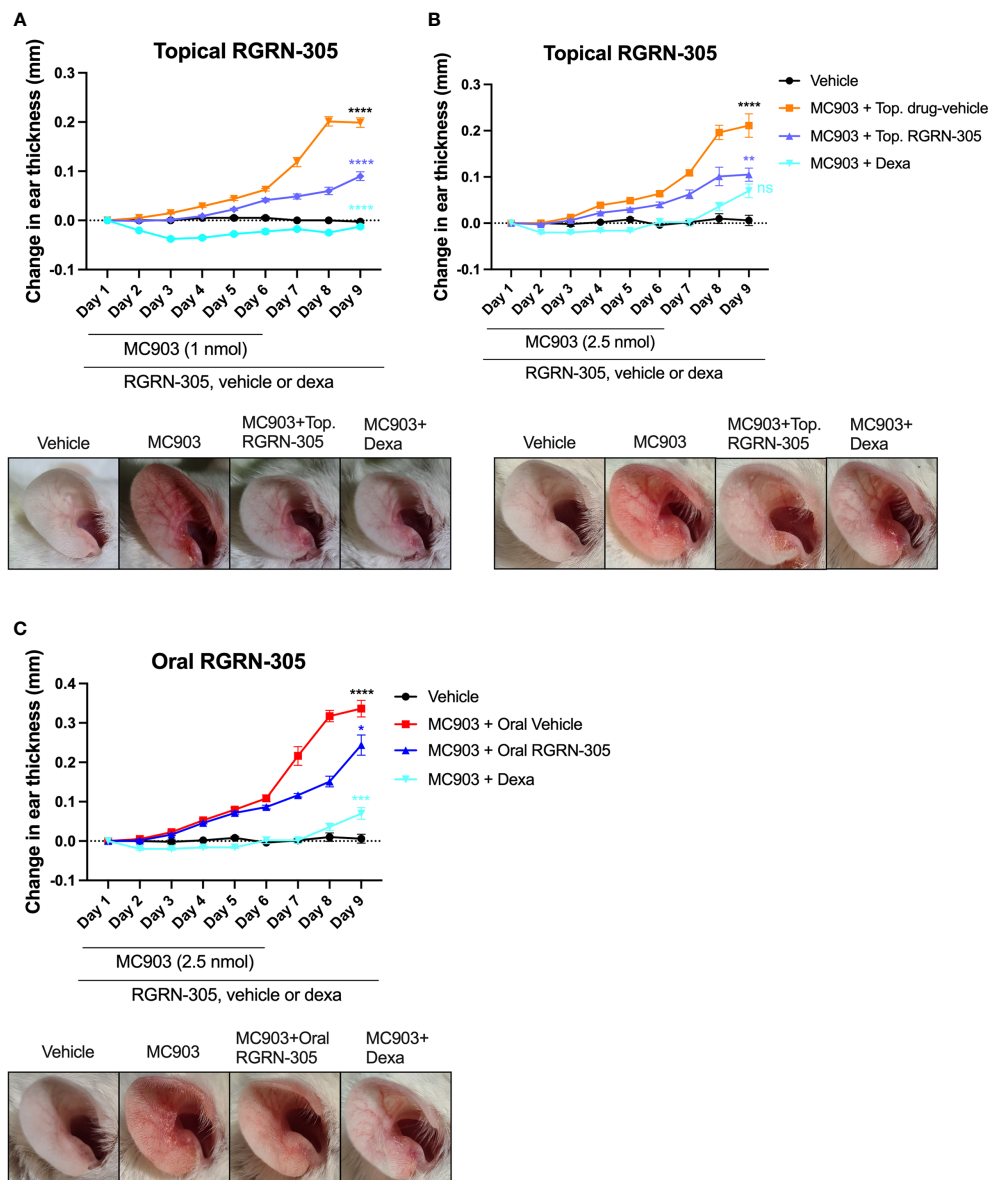 A
Topical RGRN-305
Change in ear thickness (mm)
0.3
0.2
0.1
0.0
-0.1
****
****
****
Day 1
Day 2
Day 3
Day 4
Day 5
Day 6
Day 7
Day 8
Day 9
MC903 (1 nmol)
RGRN-305, vehicle or dexa
Vehicle
MC903
MC903+Top.
RGRN-305
MC903+
Dexa
B
Topical RGRN-305
Change in ear thickness (mm)
0.3
0.2
0.1
0.0
-0.1
****
**
ns
Day 1
Day 2
Day 3
Day 4
Day 5
Day 6
Day 7
Day 8
Day 9
MC903 (2.5 nmol)
RGRN-305, vehicle or dexa
Vehicle
MC903 + Top. drug-vehicle
MC903 + Top. RGRN-305
MC903 + Dexa
Vehicle
MC903
MC903+Top.
RGRN-305
MC903+
Dexa
C
Oral RGRN-305
Change in ear thickness (mm)
0.4
0.3
0.2
0.1
0.0
-0.1
****
*
***
Day 1
Day 2
Day 3
Day 4
Day 5
Day 6
Day 7
Day 8
Day 9
MC903 (2.5 nmol)
RGRN-305, vehicle or dexa
Vehicle
MC903 + Oral Vehicle
MC903 + Oral RGRN-305
MC903 + Dexa
Vehicle
MC903
MC903+Oral
RGRN-305
MC903+
Dexa